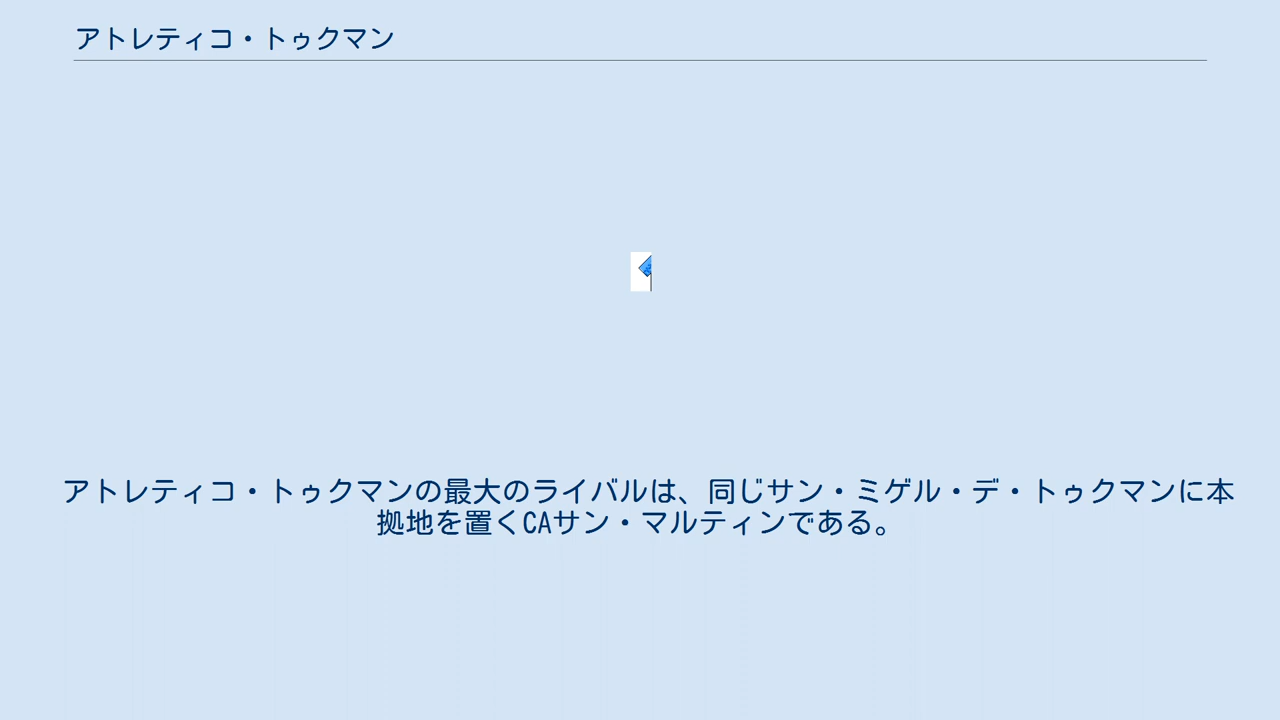 アトレティコ・トゥクマン
アトレティコ・トゥクマンの最大のライバルは、同じサン・ミゲル・デ・トゥクマンに本
拠地を置くCAサン・マルティンである。